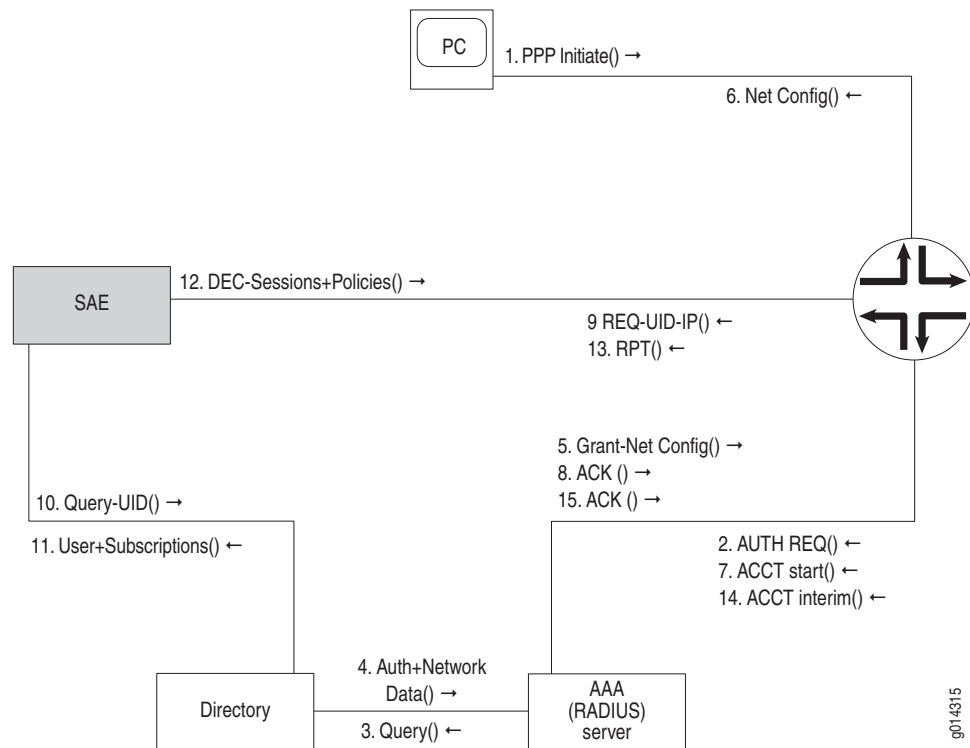 PC
1. PPP Initiate() →
6. Net Config() ←
SAE
12. DEC-Sessions+Policies() →
9 REQ-UID-IP() ←
13. RPT() ←
5. Grant-Net Config() →
8. ACK () →
15. ACK () →
10. Query-UID() →
11. User+Subscriptions() ←
2. AUTH REQ() ←
7. ACCT start() ←
14. ACCT interim() ←
4. Auth+Network
Data() →
3. Query() ←
Directory
AAA
(RADIUS)
server
g014315